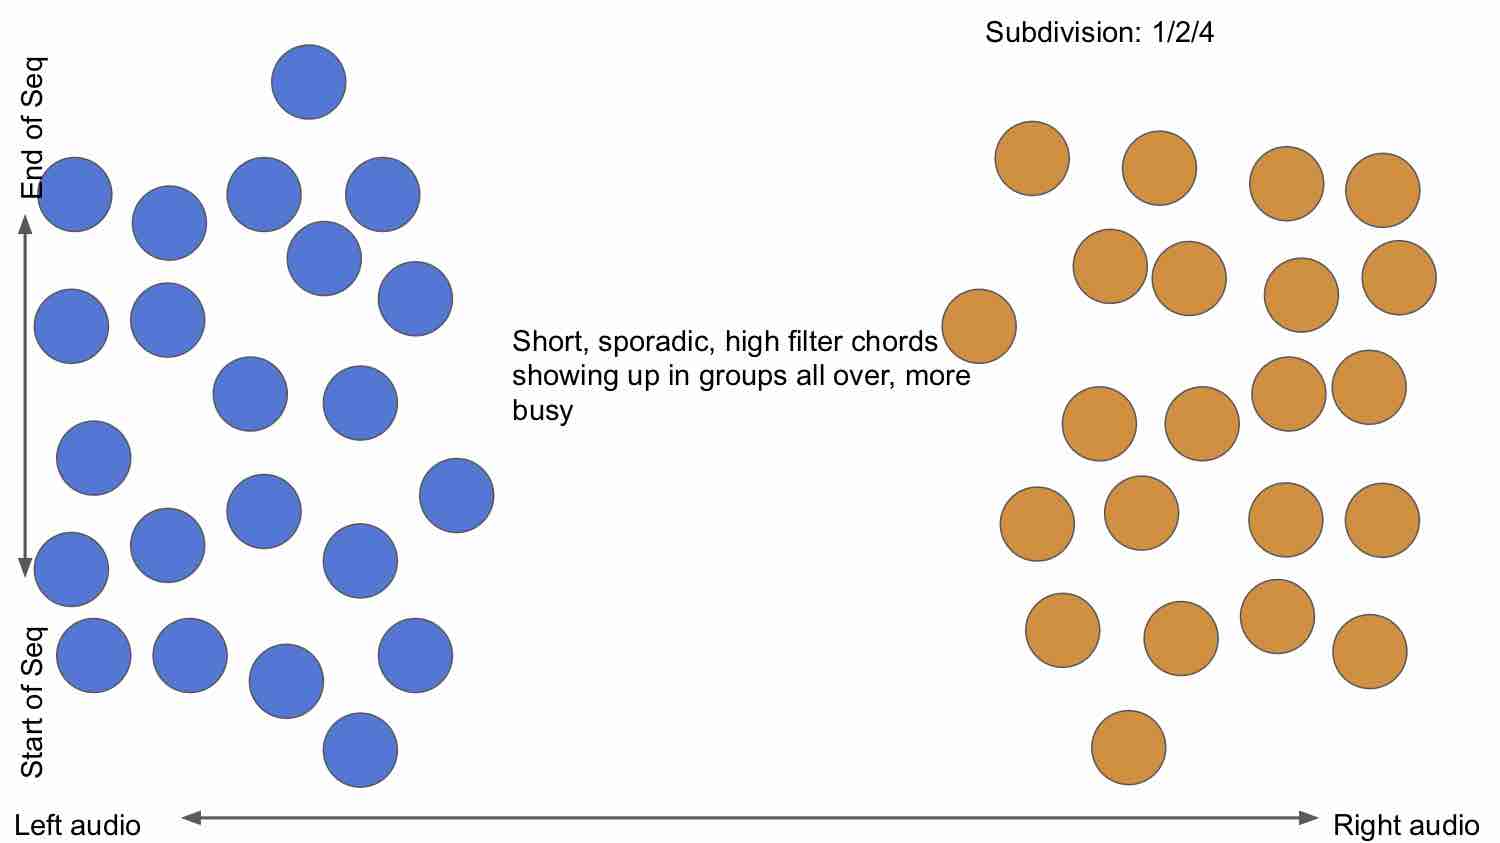 Subdivision: 1/2/4
End of Seq
Short, sporadic, high filter chords
showing up in groups all over, more
busy
Start of Seq
Left audio
Right audio